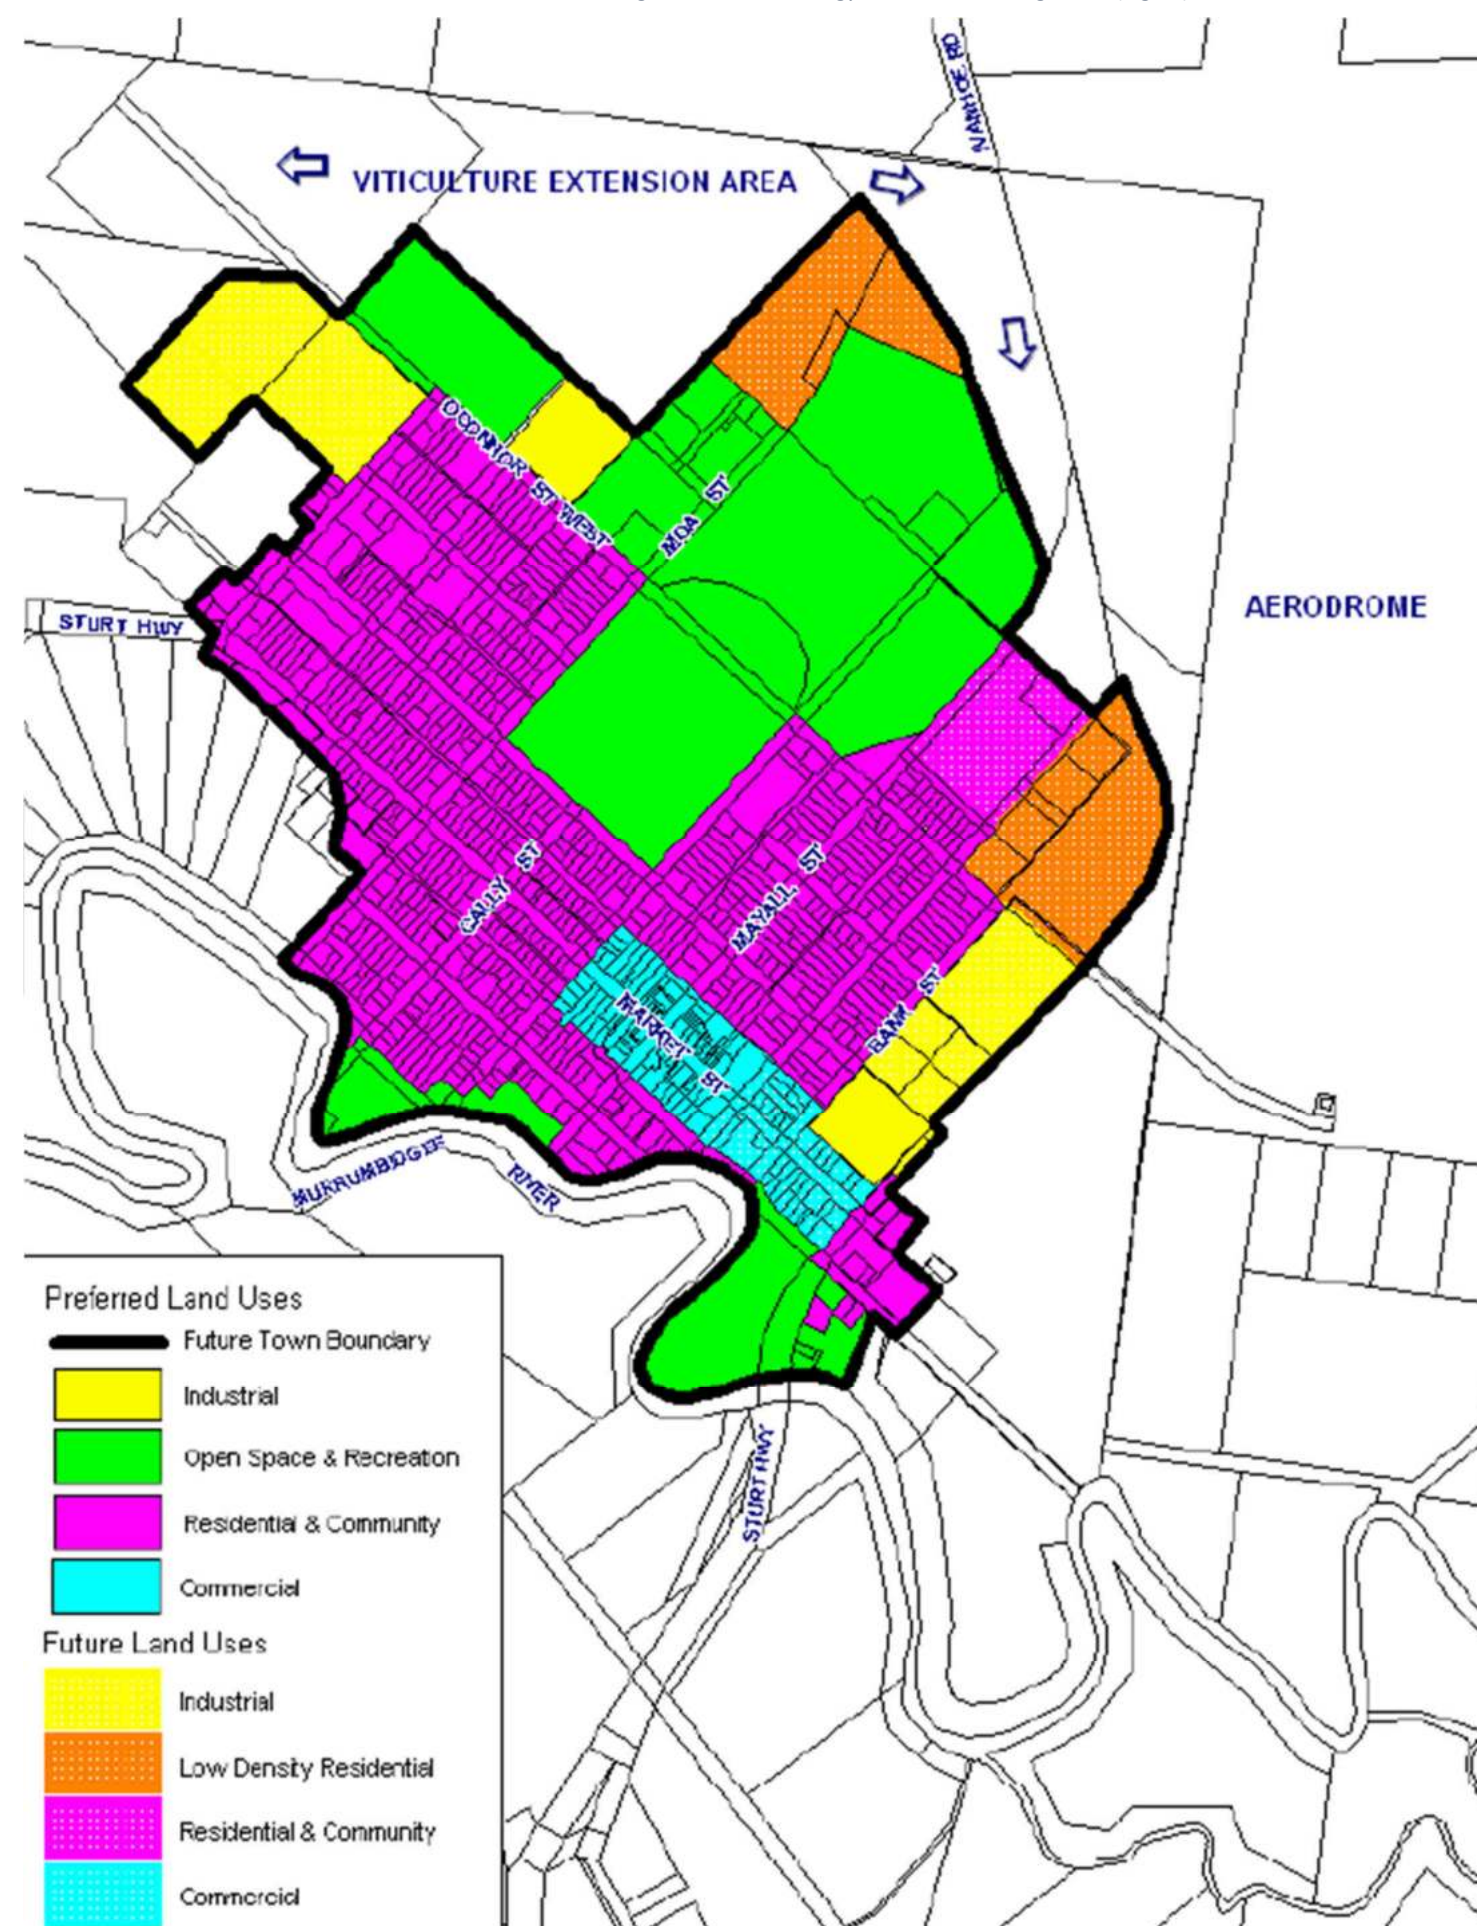 IVANHOE RD
VITICULTURE EXTENSION AREA
O'CONNOR ST WEST
MOA ST
STURT HWY
AERODROME
CALLY ST
MAYALL ST
MARKET ST
BANK ST
MURRUMBIDGEE RIVER
STURT HWY
Preferred Land Uses
Future Town Boundary
Industrial
Open Space & Recreation
Residential & Community
Commercial
Future Land Uses
Industrial
Low Density Residential
Residential & Community
Commercial